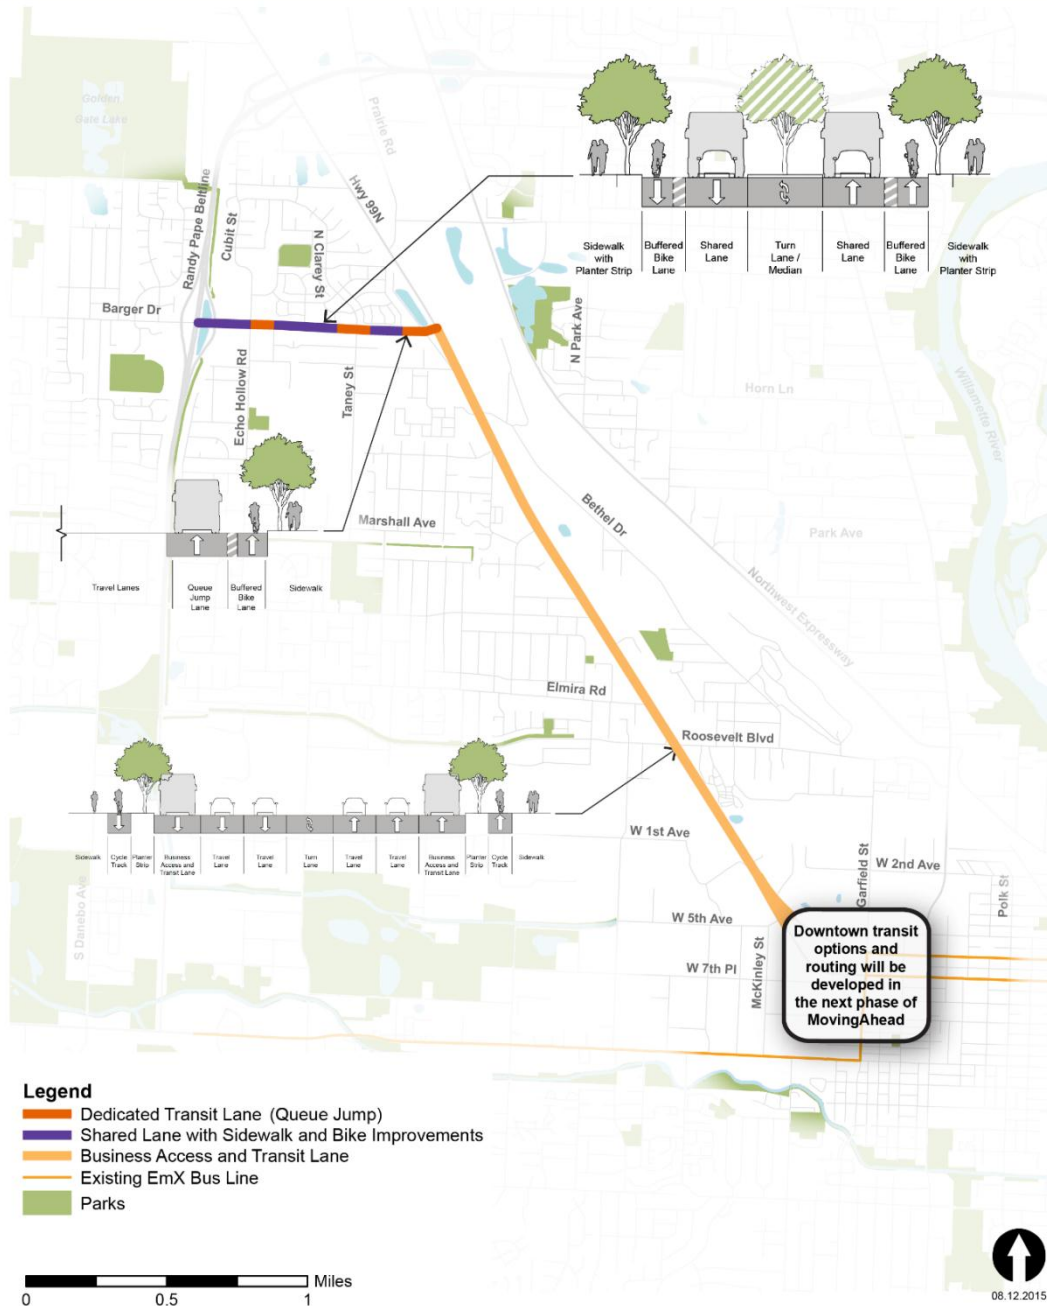 Golden
Gate Lake
Prairie Rd
Randy Pape Beltline
Cubit St
N Clarey St
Hwy 99N
Sidewalk
with
Planter Strip
Buffered
Bike
Lane
Shared
Lane
Turn
Lane /
Median
Shared
Lane
Buffered
Bike
Lane
Sidewalk
with
Planter Strip
Barger Dr
Echo Hollow Rd
Taney St
N Park Ave
Horn Ln
Willamette River
Marshall Ave
Bethel Dr
Park Ave
Northwest Expressway
Travel Lanes
Queue
Jump
Lane
Buffered
Bike
Lane
Sidewalk
Elmira Rd
Roosevelt Blvd
Sidewalk
Cycle
Track
Planter
Strip
Business
Access and
Transit Lane
Travel
Lane
Travel
Lane
Turn
Lane
Travel
Lane
Travel
Lane
Business
Access and
Transit Lane
Planter
Strip
Cycle
Track
Sidewalk
W 1st Ave
Garfield St
W 2nd Ave
Polk St
S Danebo Ave
W 5th Ave
McKinley St
W 7th Pl
Downtown transit
options and
routing will be
developed in
the next phase of
MovingAhead
Legend
Dedicated Transit Lane (Queue Jump)
Shared Lane with Sidewalk and Bike Improvements
Business Access and Transit Lane
Existing EmX Bus Line
Parks
Miles
0 0.5 1
08.12.2015